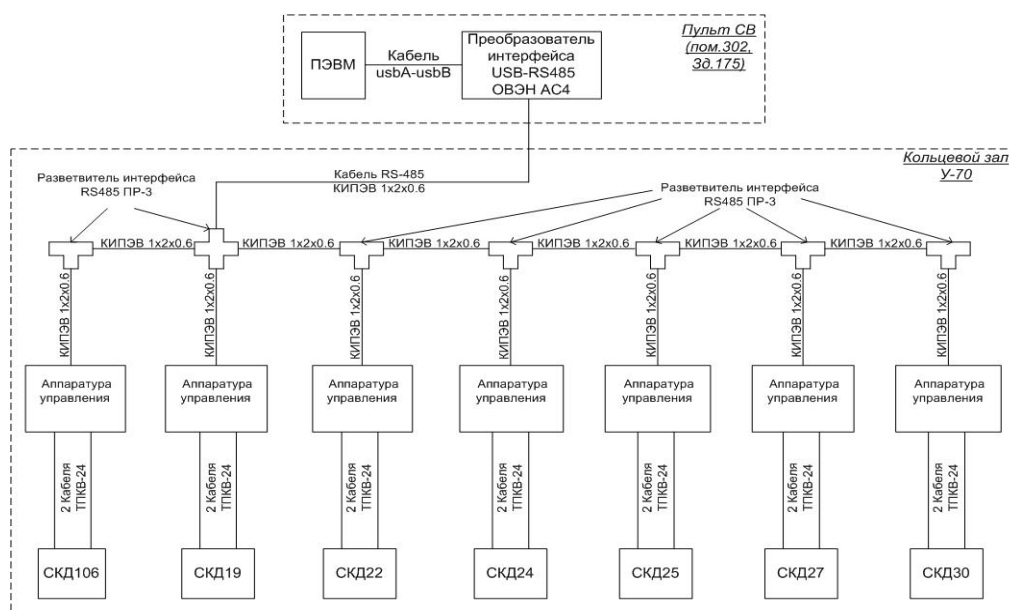 Пульт СВ
(пом.302,
Зд.175)
ПЭВМ
Кабель
usbA-usbB
Преобразователь
интерфейса
USB-RS485
ОВЭН АС4
Кольцевой зал
У-70
Разветвитель интерфейса
RS485 ПР-3
Кабель RS-485
КИПЭВ 1x2x0.6
Разветвитель интерфейса
RS485 ПР-3
КИПЭВ 1x2x0.6
КИПЭВ 1x2x0.6
КИПЭВ 1x2x0.6
КИПЭВ 1x2x0.6
КИПЭВ 1x2x0.6
КИПЭВ 1x2x0.6
КИПЭВ 1x2x0.6
КИПЭВ 1x2x0.6
КИПЭВ 1x2x0.6
КИПЭВ 1x2x0.6
КИПЭВ 1x2x0.6
КИПЭВ 1x2x0.6
КИПЭВ 1x2x0.6
Аппаратура
управления
Аппаратура
управления
Аппаратура
управления
Аппаратура
управления
Аппаратура
управления
Аппаратура
управления
Аппаратура
управления
2 Кабеля
ТПКВ-24
2 Кабеля
ТПКВ-24
2 Кабеля
ТПКВ-24
2 Кабеля
ТПКВ-24
2 Кабеля
ТПКВ-24
2 Кабеля
ТПКВ-24
2 Кабеля
ТПКВ-24
СКД106
СКД19
СКД22
СКД24
СКД25
СКД27
СКД30